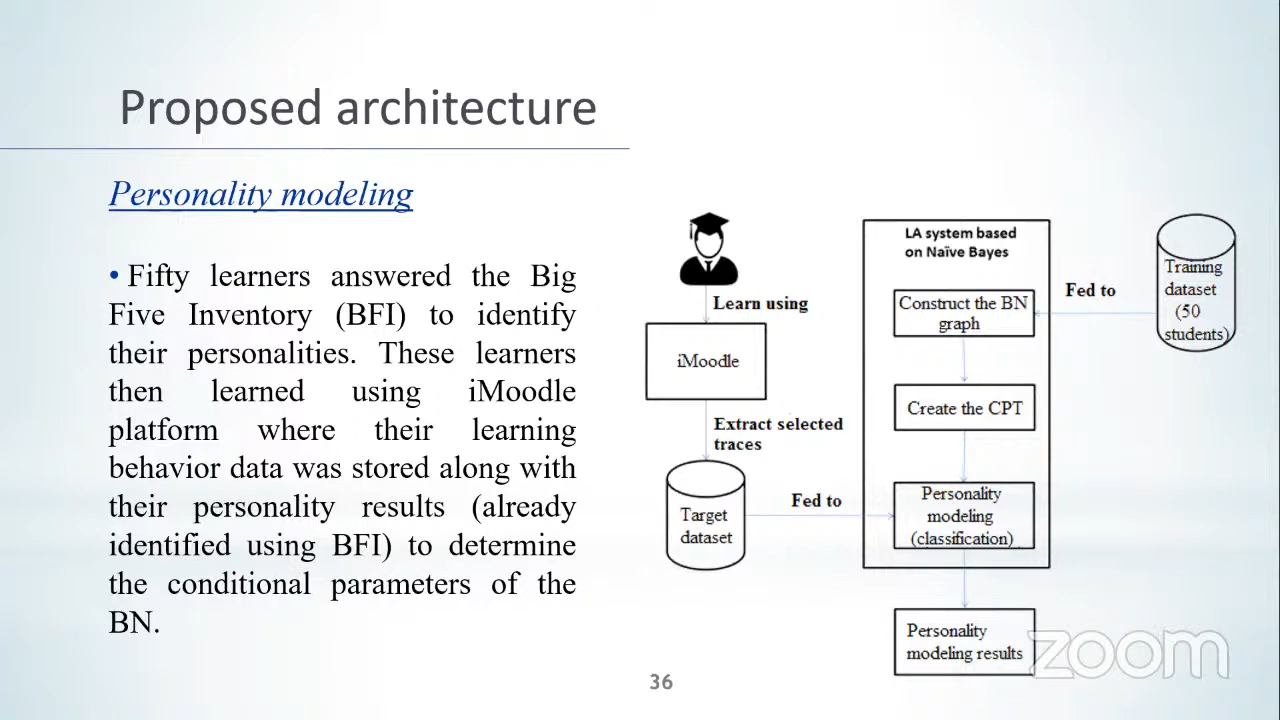 Proposed architecture
Personality modeling
• Fifty learners answered the Big
Five Inventory (BFI) to identify
their personalities. These learners
then learned using iMoodle
platform where their learning
behavior data was stored along with
their personality results (already
identified using BFI) to determine
the conditional parameters of the
BN.
Learn using
iMoodle
Extract selected
traces
Target
dataset
Fed to
LA system based
on Naïve Bayes
Construct the BN
graph
Create the CPT
Personality
modeling
(classification)
Personality
modeling results
Fed to
Training
dataset
(50
students)
zoom
36